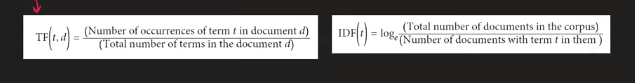 TF(t, d) = (Number of occurrences of term t in document d) / (Total number of terms in the document d)
IDF(t) = logₑ (Total number of documents in the corpus) / (Number of documents with term t in them )